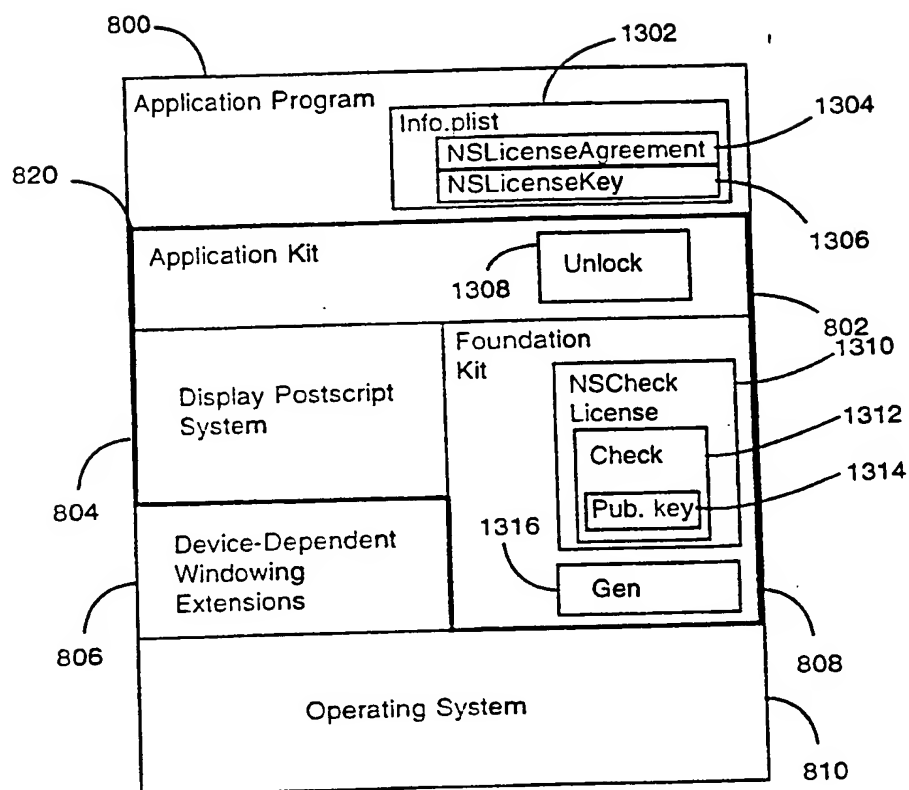 800
1302
Application Program
Info.plist
1304
NSLicenseAgreement
NSLicenseKey
820
1306
Application Kit
Unlock
1308
802
Foundation
Kit
1310
NSCheck
License
Display Postscript
System
1312
Check
1314
Pub. key
804
1316
Device-Dependent
Windowing
Extensions
Gen
806
808
Operating System
810